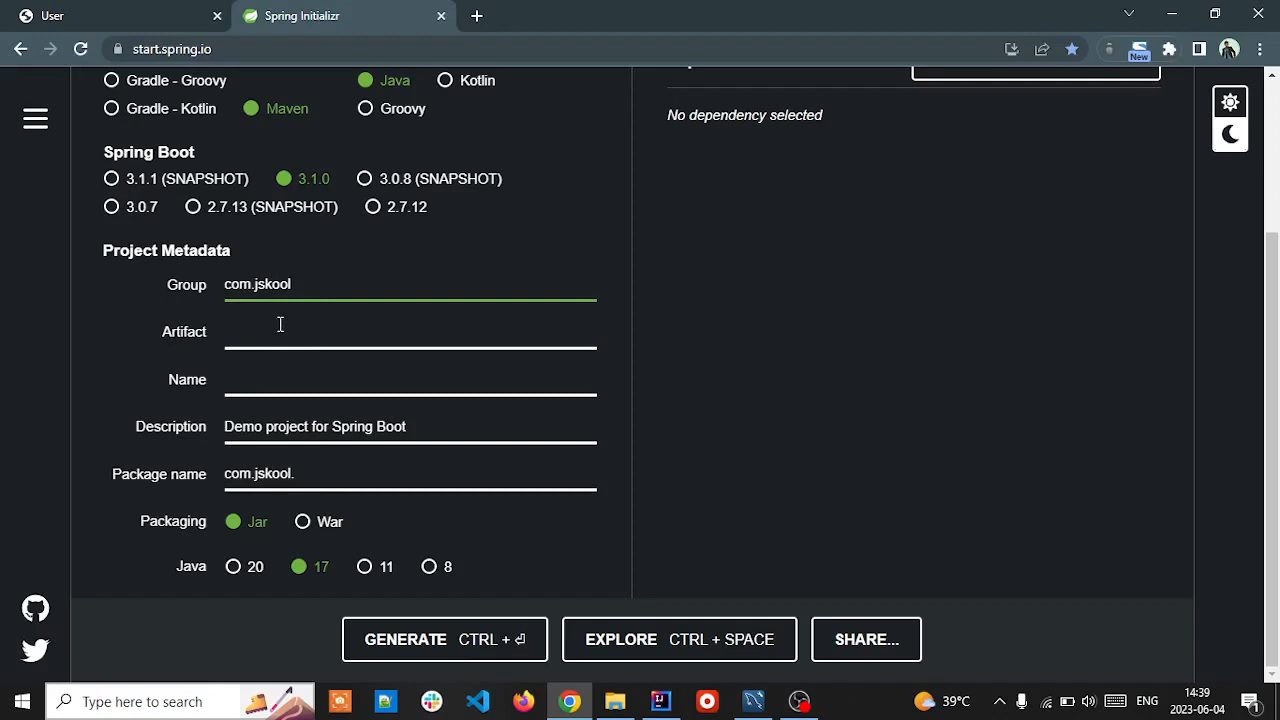 User
Spring Initializr
start.spring.io
New
Gradle - Groovy
Java
Kotlin
Gradle - Kotlin
Maven
Groovy
No dependency selected
Spring Boot
3.1.1 (SNAPSHOT)
3.1.0
3.0.8 (SNAPSHOT)
3.0.7
2.7.13 (SNAPSHOT)
2.7.12
Project Metadata
Group
com.jskool
Artifact
Name
Description
Demo project for Spring Boot
Package name
com.jskool.
Packaging
Jar
War
Java
20
17
11
8
GENERATE CTRL + ⏎
EXPLORE CTRL + SPACE
SHARE...
Type here to search
39°C
ENG
14:39
2023-06-04
1